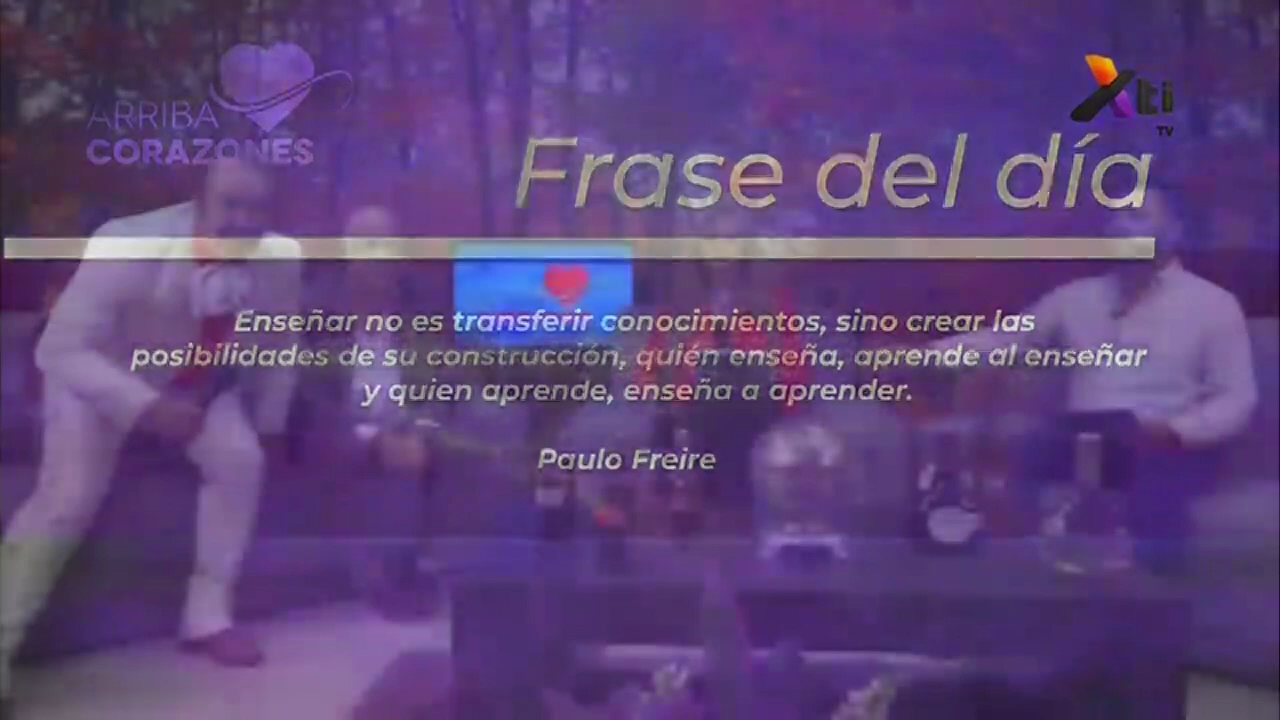 ARRIBA
CORAZONES
Xti
TV
Frase del día
Enseñar no es transferir conocimientos, sino crear las
posibilidades de su construcción, quién enseña, aprende al enseñar
y quien aprende, enseña a aprender.
Paulo Freire